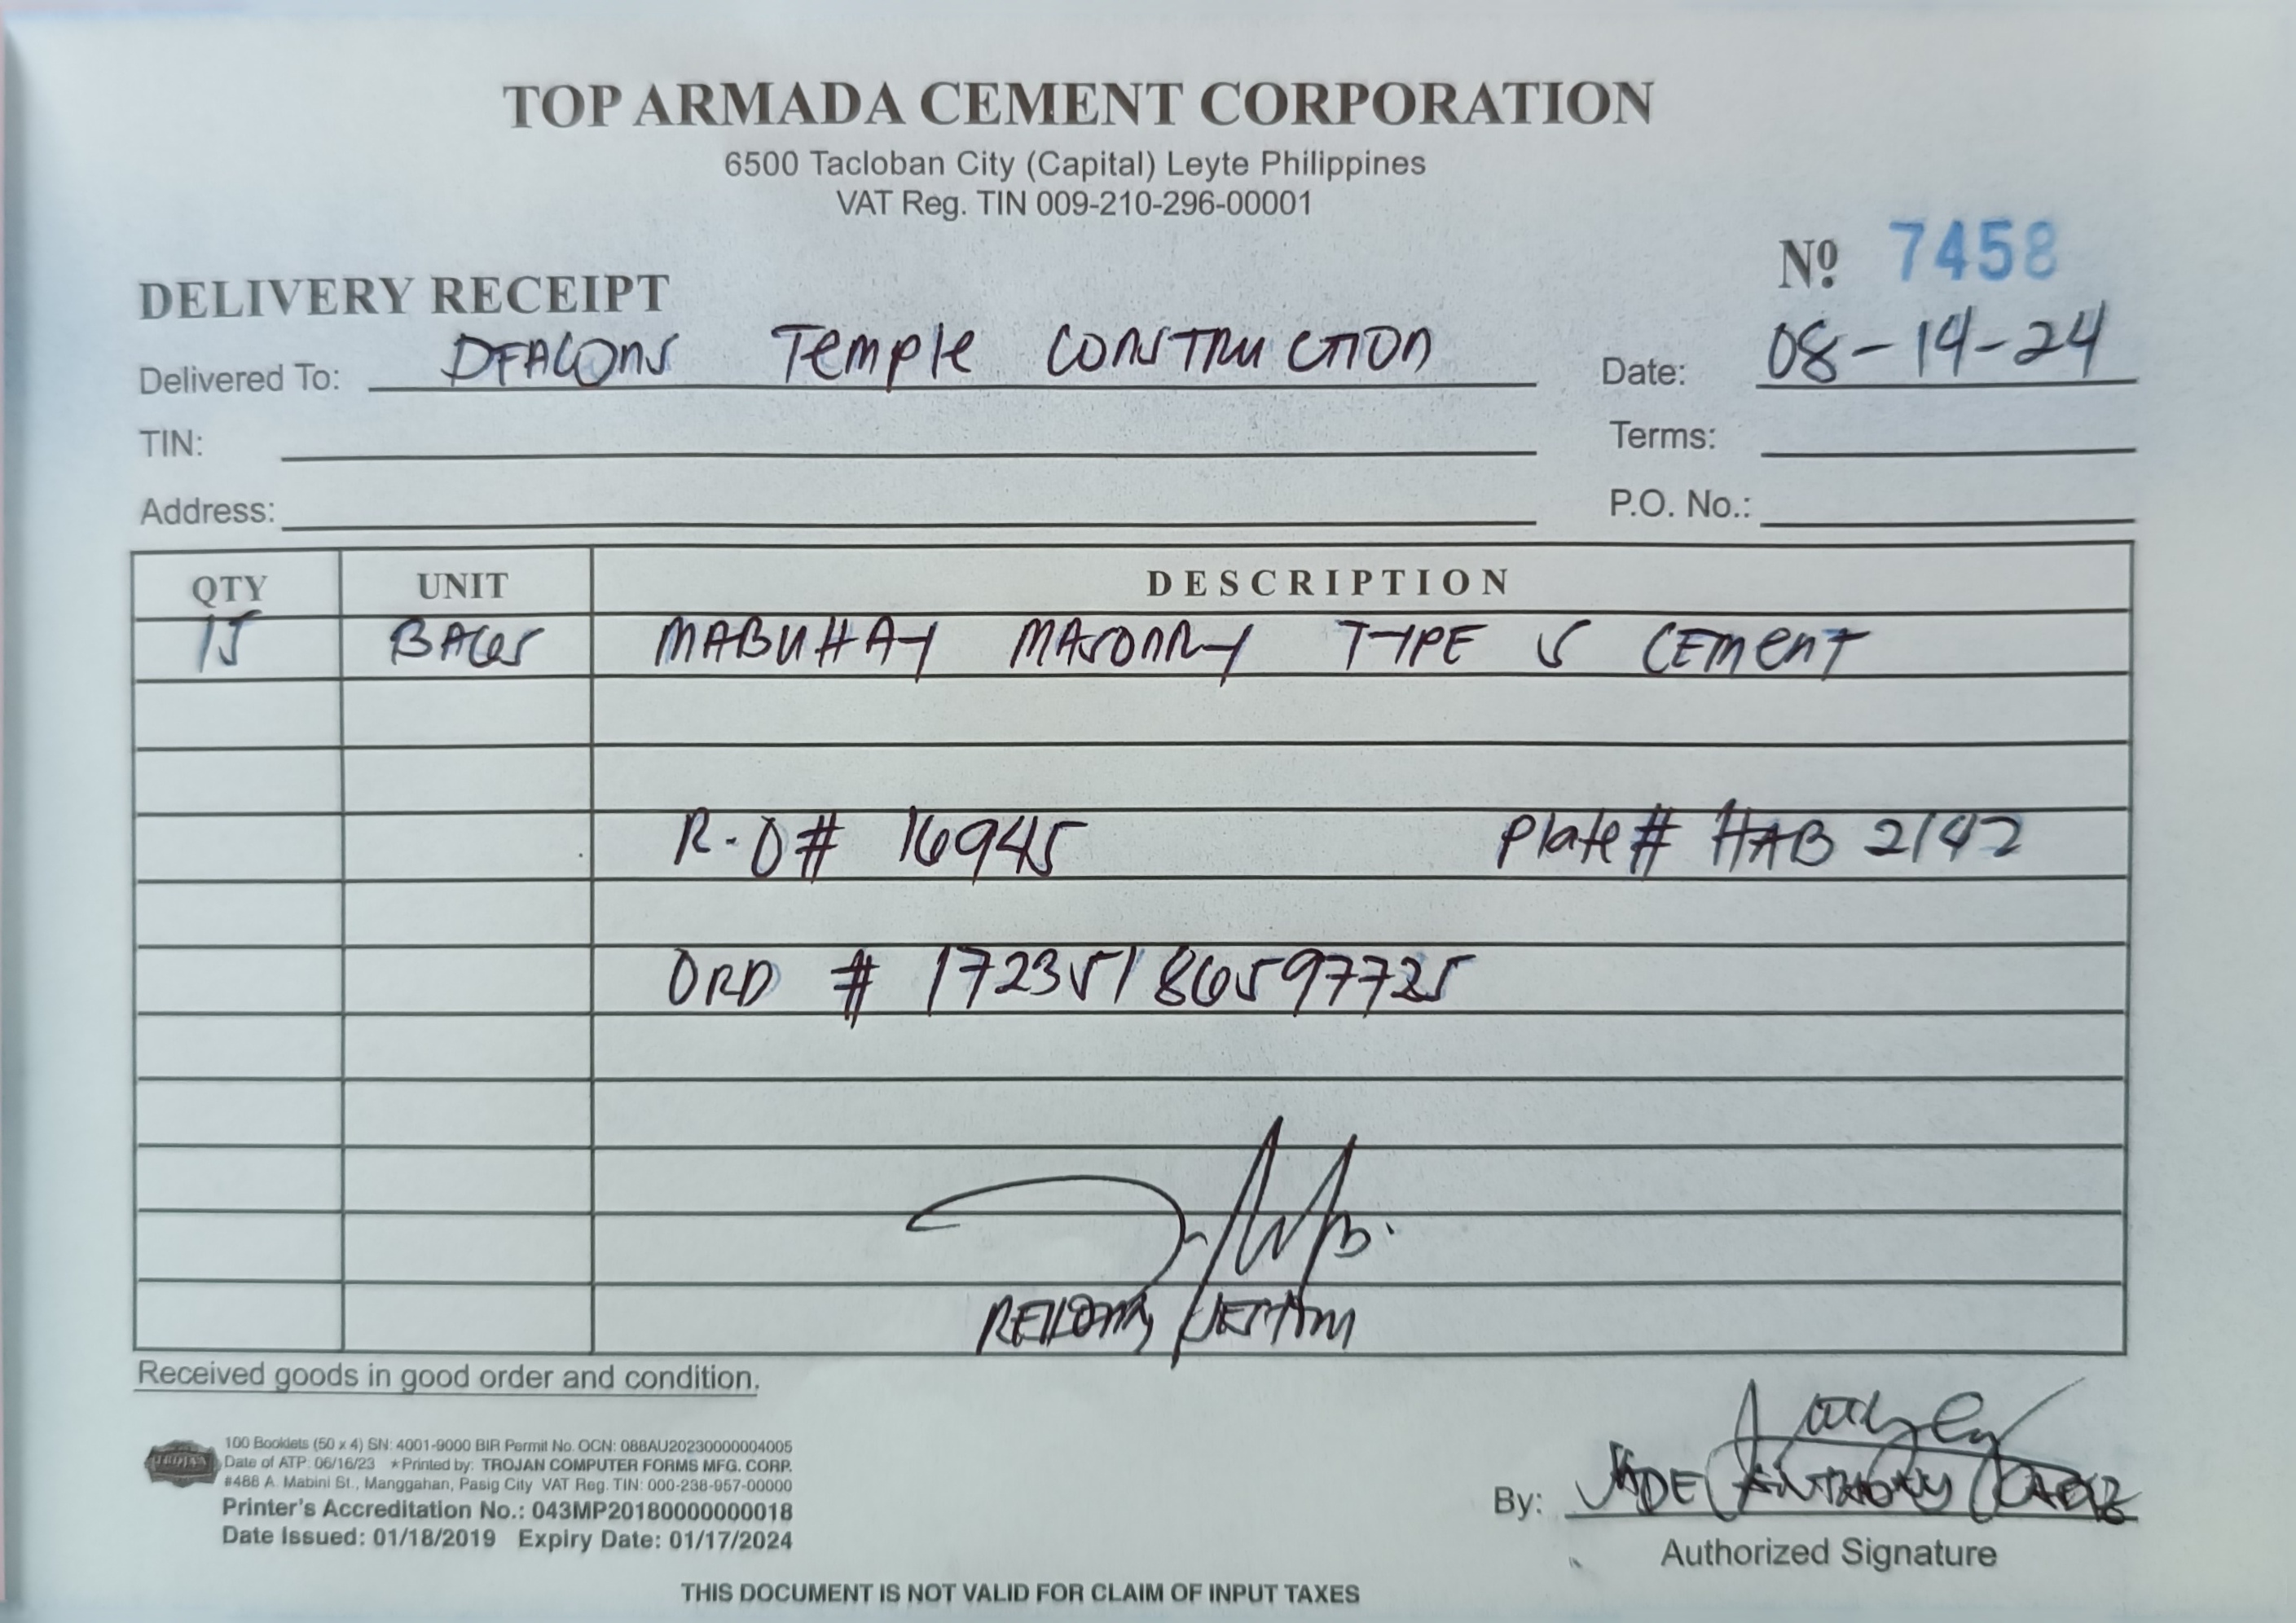 TOP ARMADA CEMENT CORPORATION
6500 Tacloban City (Capital) Leyte Philippines
VAT Reg. TIN 009-210-296-00001
Nº 7458
DELIVERY RECEIPT
Delivered To: DEACONS TEMPLE CONSTRUCTION Date: 08-14-24
TIN: Terms:
Address: P.O. No.:
QTY UNIT DESCRIPTION
15 BAGS MABUHAY MASONRY TYPE S CEMENT
R.O# 16945 Plate# HAB 2142
ORD # 17235186597725
Received goods in good order and condition.
TROJAN
100 Booklets (50 x 4) SN: 4001-9000 BIR Permit No. OCN: 088AU20230000004005
Date of ATP: 06/16/23 *Printed by: TROJAN COMPUTER FORMS MFG. CORP.
#488 A. Mabini St., Manggahan, Pasig City VAT Reg. TIN: 000-238-957-00000
Printer's Accreditation No.: 043MP20180000000018
Date Issued: 01/18/2019 Expiry Date: 01/17/2024
By: JADE ANTHONY
Authorized Signature
THIS DOCUMENT IS NOT VALID FOR CLAIM OF INPUT TAXES